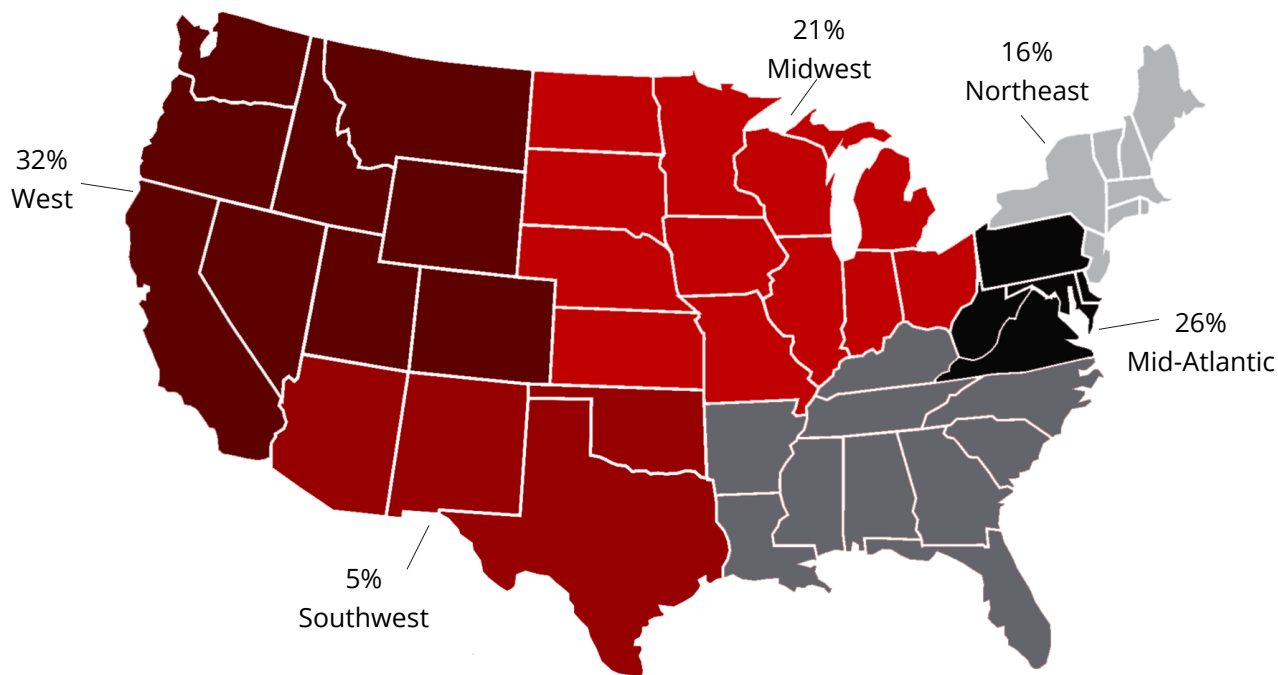 21%
Midwest
16%
Northeast
32%
West
26%
Mid-Atlantic
5%
Southwest